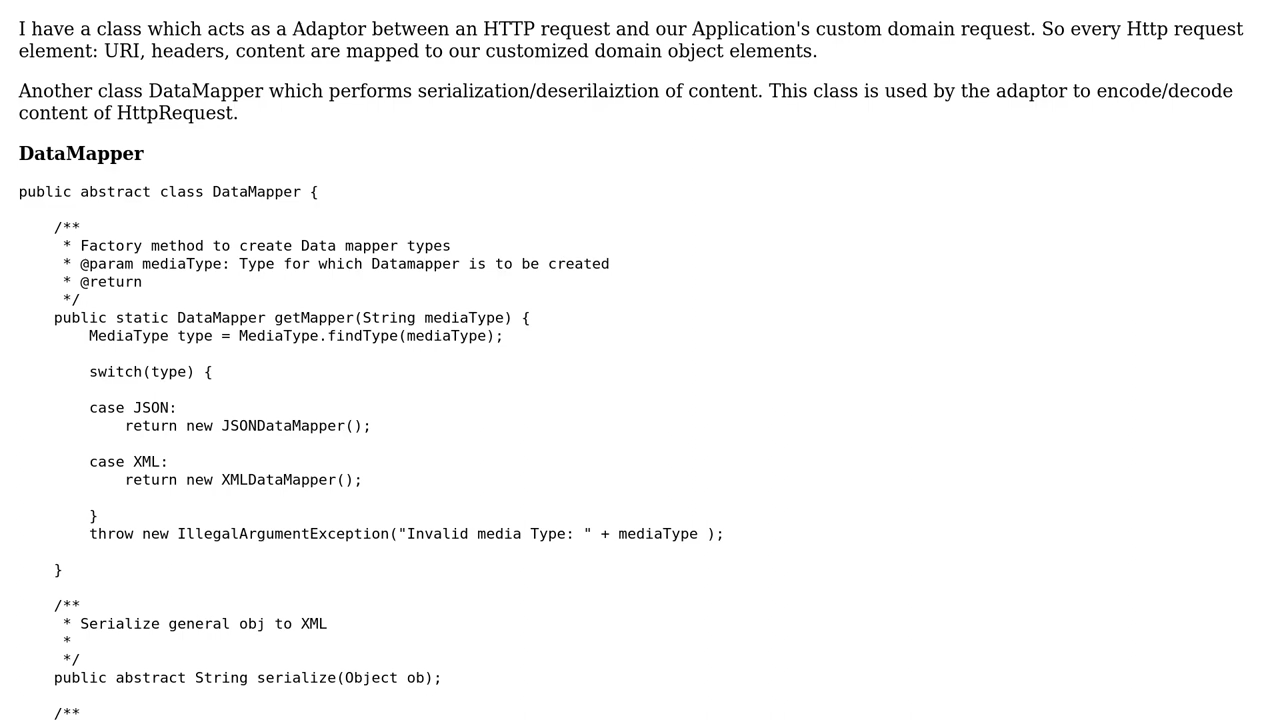 I have a class which acts as a Adaptor between an HTTP request and our Application's custom domain request. So every Http request
element: URI, headers, content are mapped to our customized domain object elements.
Another class DataMapper which performs serialization/deserilaiztion of content. This class is used by the adaptor to encode/decode
content of HttpRequest.
DataMapper
public abstract class DataMapper {
    /**
     * Factory method to create Data mapper types
     * @param mediaType: Type for which Datamapper is to be created
     * @return
     */
    public static DataMapper getMapper(String mediaType) {
        MediaType type = MediaType.findType(mediaType);
        switch(type) {
        case JSON:
            return new JSONDataMapper();
        case XML:
            return new XMLDataMapper();
        }
        throw new IllegalArgumentException("Invalid media Type: " + mediaType );
    }
    /**
     * Serialize general obj to XML
     *
     */
    public abstract String serialize(Object ob);
    /**